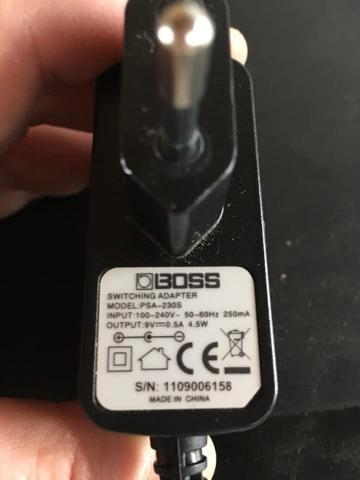 BOSS
SWITCHING ADAPTER
MODEL:PSA-230S
INPUT:100-240V~ 50-60Hz 250mA
OUTPUT:9V⎓0.5A 4.5W
+ -
CE
S/N: 1109006158
MADE IN CHINA